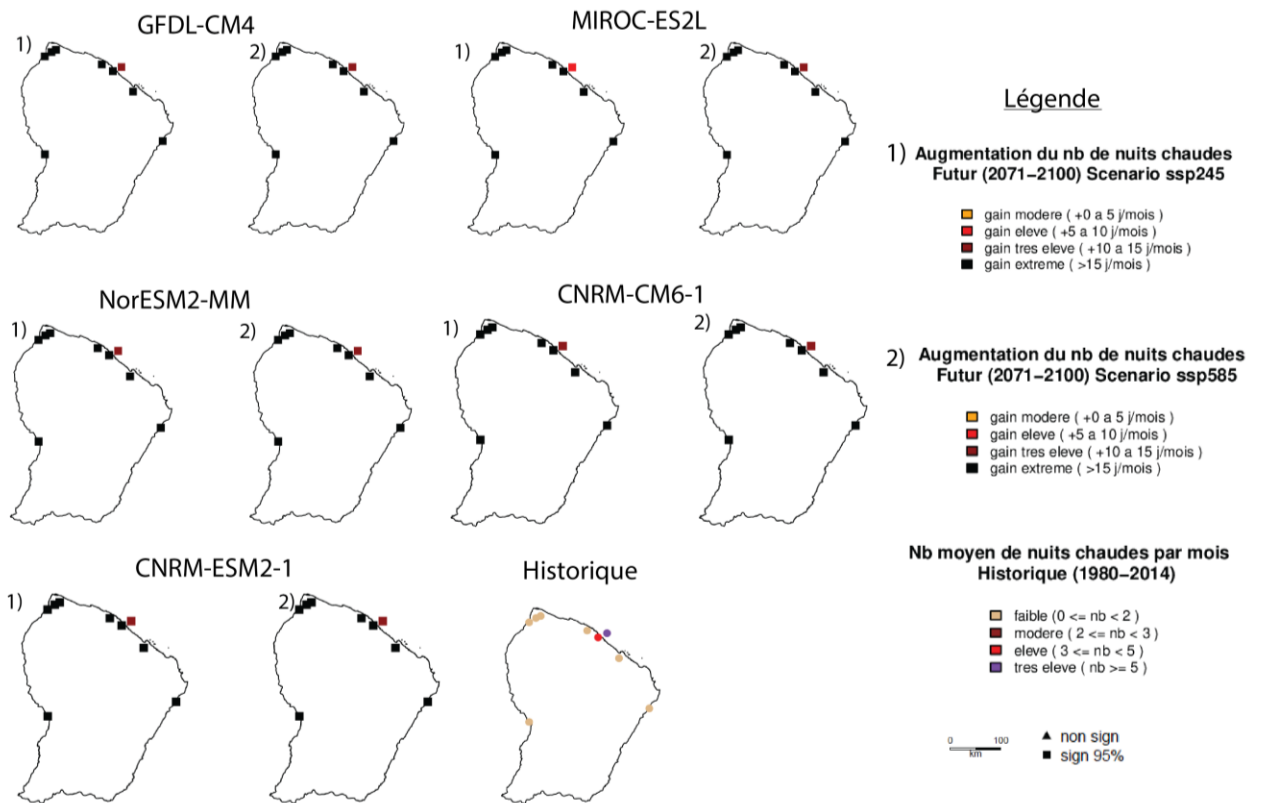 GFDL-CM4
MIROC-ES2L
1)
2)
1)
2)
NorESM2-MM
CNRM-CM6-1
1)
2)
1)
2)
CNRM-ESM2-1
Historique
1)
2)
Légende
1) Augmentation du nb de nuits chaudes
Futur (2071−2100) Scenario ssp245
gain modere ( +0 a 5 j/mois )
gain eleve ( +5 a 10 j/mois )
gain tres eleve ( +10 a 15 j/mois )
gain extreme ( >15 j/mois )
2) Augmentation du nb de nuits chaudes
Futur (2071−2100) Scenario ssp585
gain modere ( +0 a 5 j/mois )
gain eleve ( +5 a 10 j/mois )
gain tres eleve ( +10 a 15 j/mois )
gain extreme ( >15 j/mois )
Nb moyen de nuits chaudes par mois
Historique (1980−2014)
faible ( 0 <= nb < 2 )
modere ( 2 <= nb < 3 )
eleve ( 3 <= nb < 5 )
tres eleve ( nb >= 5 )
0 100
km
non sign
sign 95%